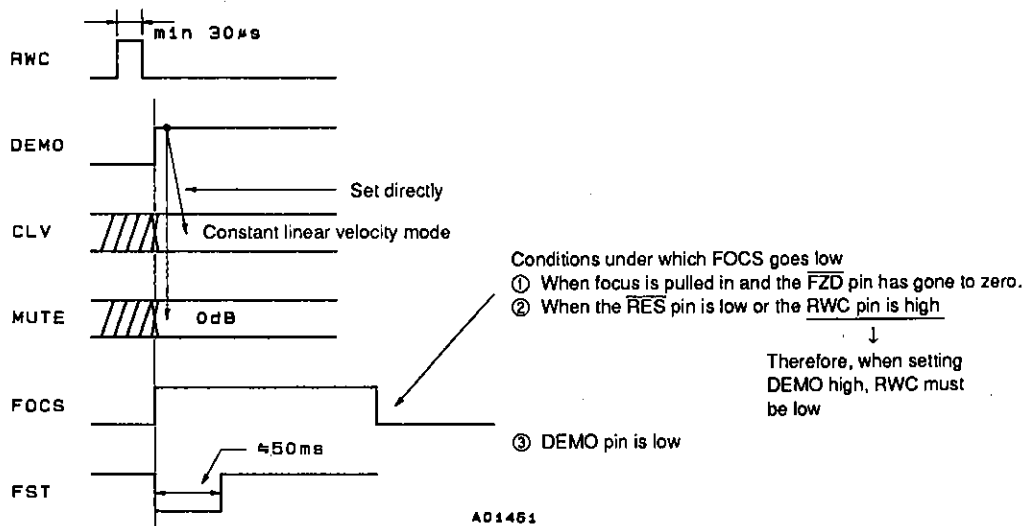 min 30μs
RWC
DEMO
Set directly
CLV
Constant linear velocity mode
MUTE
0dB
Conditions under which FOCS goes low
① When focus is pulled in and the FZD pin has gone to zero.
② When the RES pin is low or the RWC pin is high
↓
Therefore, when setting
DEMO high, RWC must
be low
FOCS
③ DEMO pin is low
≒50ms
FST
A01451